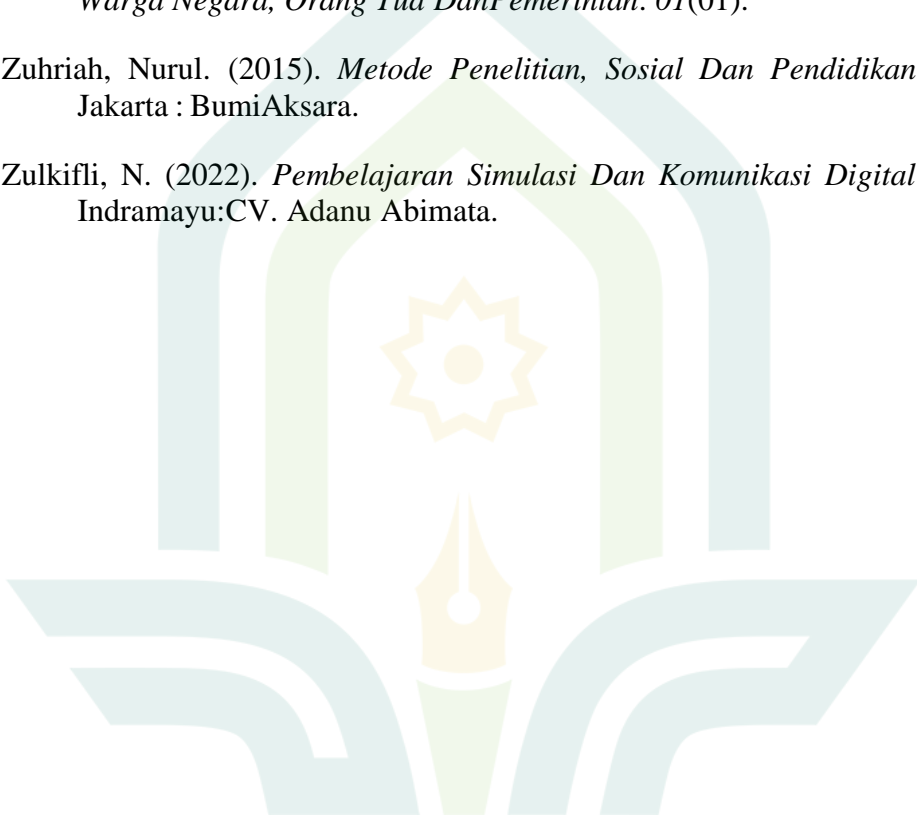 Warga Negara, Orang Tua DanPemerintah. 01(01).
Zuhriah, Nurul. (2015). Metode Penelitian, Sosial Dan Pendidikan
Jakarta : BumiAksara.
Zulkifli, N. (2022). Pembelajaran Simulasi Dan Komunikasi Digital
Indramayu:CV. Adanu Abimata.